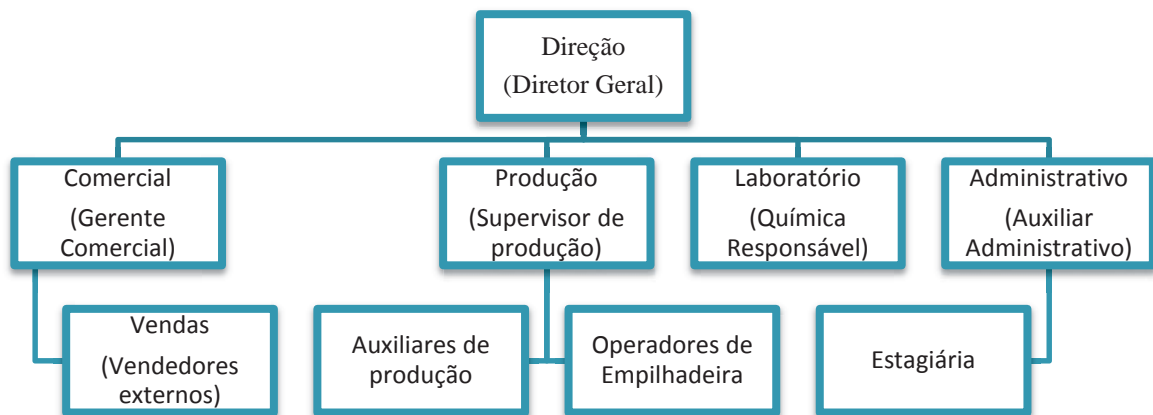 Direção
(Diretor Geral)
Comercial
(Gerente
Comercial)
Produção
(Supervisor de
produção)
Laboratório
(Química
Responsável)
Administrativo
(Auxiliar
Administrativo)
Vendas
(Vendedores
externos)
Auxiliares de
produção
Operadores de
Empilhadeira
Estagiária